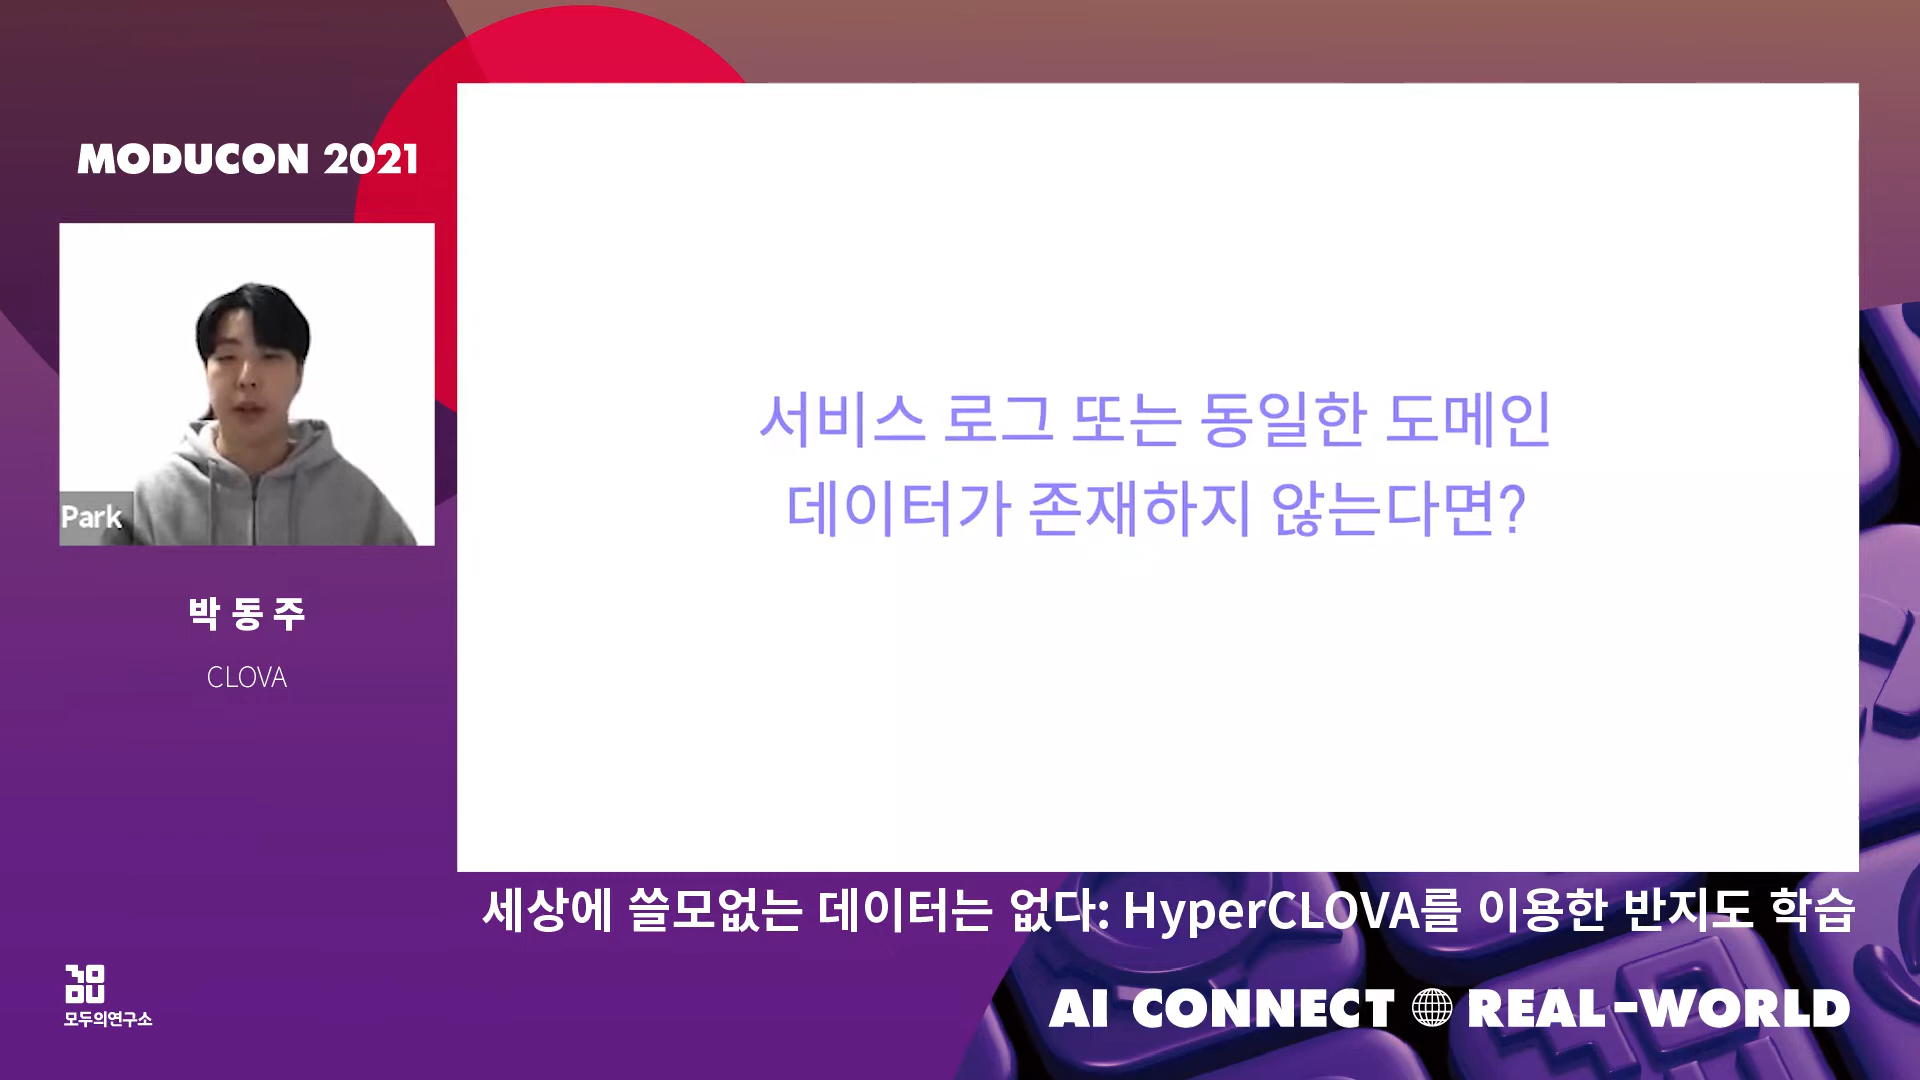 MODUCON 2021
Park
박동주
CLOVA
서비스 로그 또는 동일한 도메인
데이터가 존재하지 않는다면?
세상에 쓸모없는 데이터는 없다: HyperCLOVA를 이용한 반지도 학습
모두의연구소
AI CONNECT REAL-WORLD